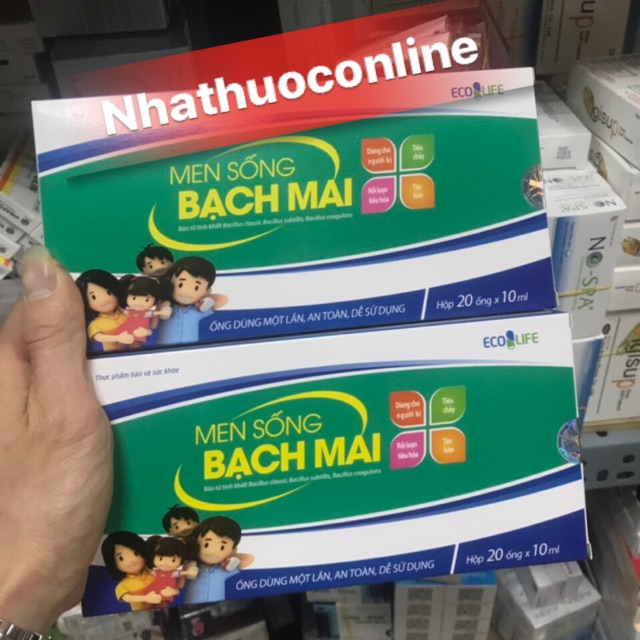 Nhathuoconline
ECO LIFE
MEN SỐNG
BẠCH MAI
Bào tử tinh khiết Bacillus clausii, Bacillus subtilis, Bacillus coagulans
Dùng cho
người bị
Tiêu
chảy
Rối loạn
tiêu hóa
Táo
bón
ỐNG DÙNG MỘT LẦN, AN TOÀN, DỄ SỬ DỤNG
Hộp 20 ống x 10 ml
ECO LIFE
Thực phẩm bảo vệ sức khỏe
MEN SỐNG
BẠCH MAI
Bào tử tinh khiết Bacillus clausii, Bacillus subtilis, Bacillus coagulans
Dùng cho
người bị
Tiêu
chảy
Rối loạn
tiêu hóa
Táo
bón
ỐNG DÙNG MỘT LẦN, AN TOÀN, DỄ SỬ DỤNG
Hộp 20 ống x 10 ml
NO-SPA